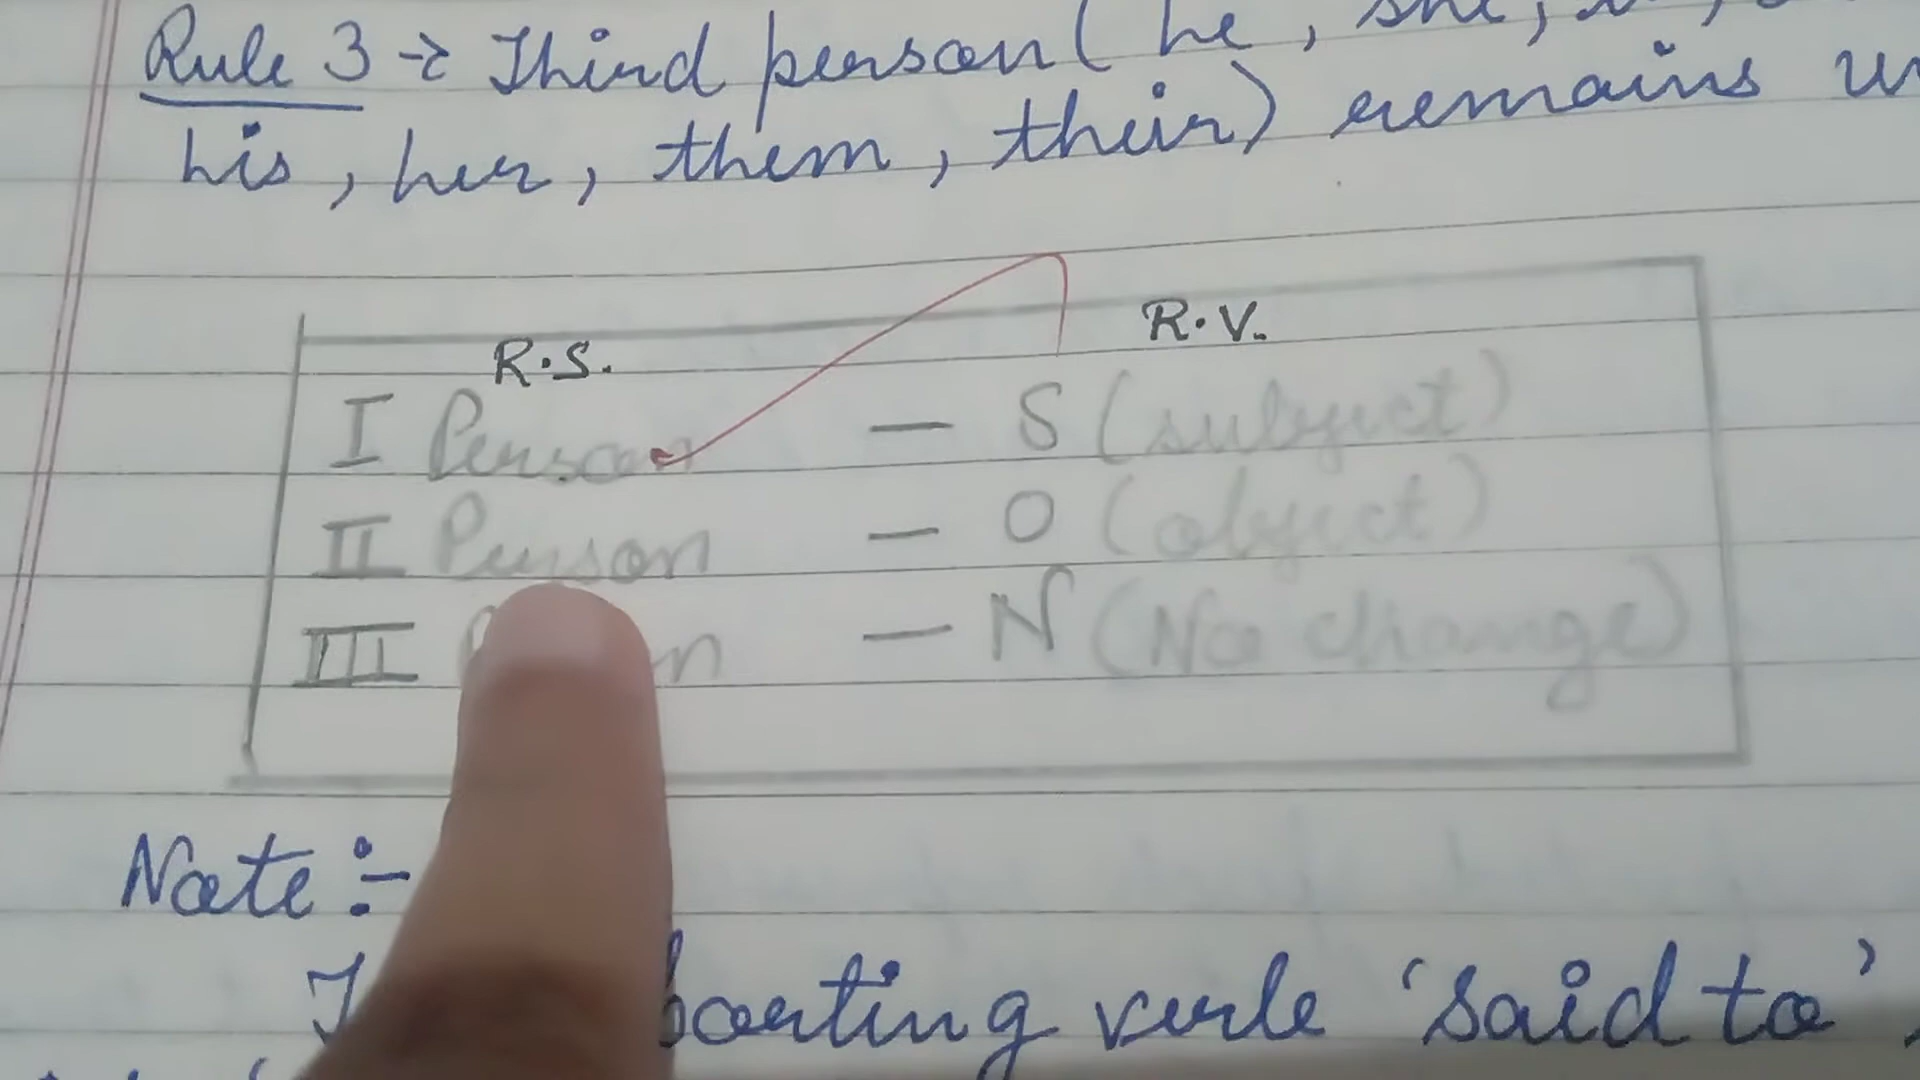 Rule 3 → Third person ( he , she ,
his , her , them , their ) remains
R.S. R.V.
I Person — S (subject)
II Person — O (object)
III — N (No change)
Note :-
verb 'said to'